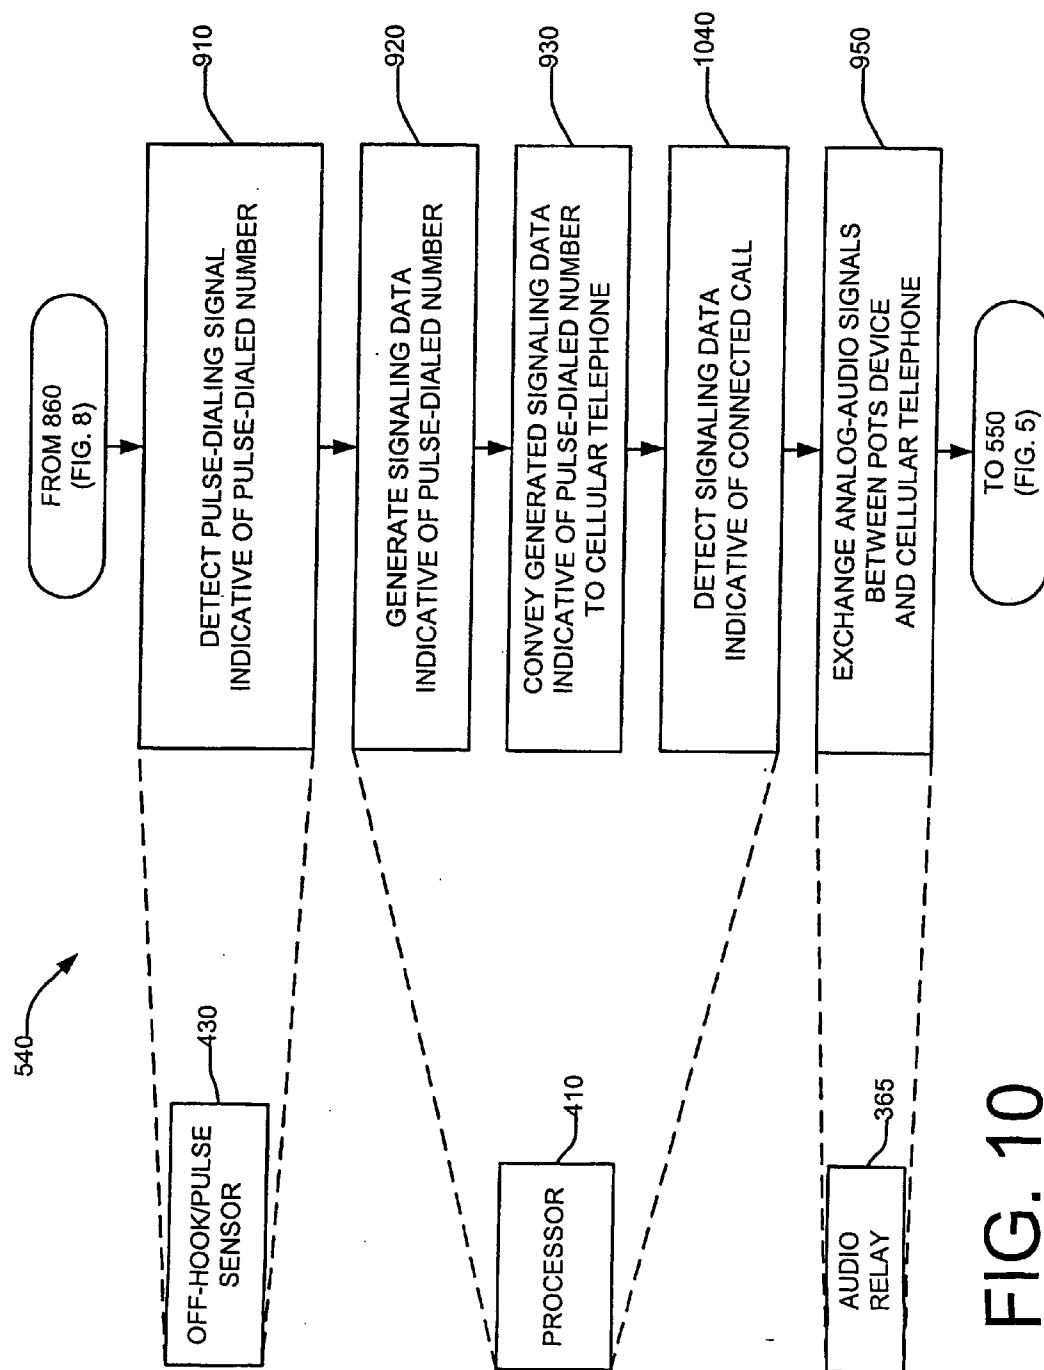 540
FROM 860
(FIG. 8)
OFF-HOOK/PULSE
SENSOR
430
DETECT PULSE-DIALING SIGNAL
INDICATIVE OF PULSE-DIALED NUMBER
910
PROCESSOR
410
GENERATE SIGNALING DATA
INDICATIVE OF PULSE-DIALED NUMBER
920
CONVEY GENERATED SIGNALING DATA
INDICATIVE OF PULSE-DIALED NUMBER
TO CELLULAR TELEPHONE
930
DETECT SIGNALING DATA
INDICATIVE OF CONNECTED CALL
1040
AUDIO
RELAY
365
EXCHANGE ANALOG-AUDIO SIGNALS
BETWEEN POTS DEVICE
AND CELLULAR TELEPHONE
950
TO 550
(FIG. 5)
FIG. 10